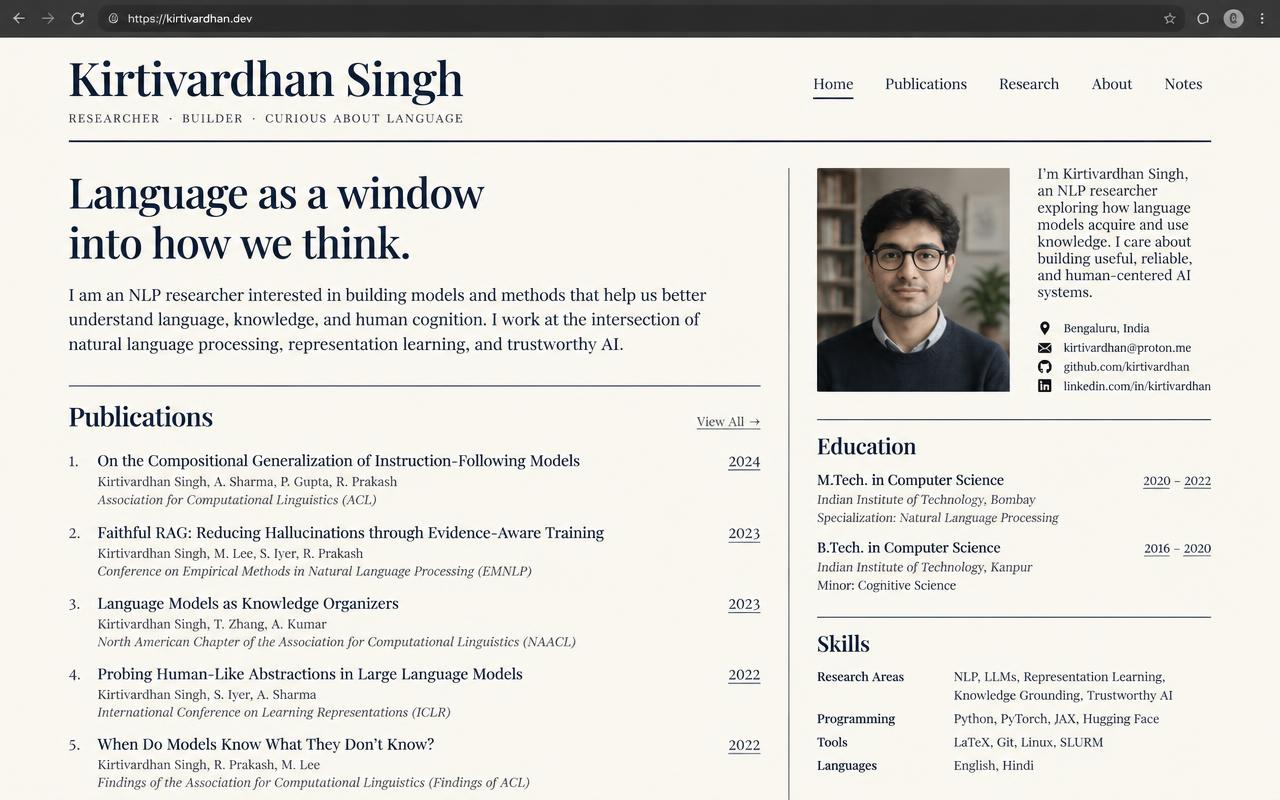 https://kirtivardhan.dev
Kirtivardhan Singh
RESEARCHER · BUILDER · CURIOUS ABOUT LANGUAGE
Home
Publications
Research
About
Notes
Language as a window
into how we think.
I am an NLP researcher interested in building models and methods that help us better
understand language, knowledge, and human cognition. I work at the intersection of
natural language processing, representation learning, and trustworthy AI.
Publications
View All →
1. On the Compositional Generalization of Instruction-Following Models 2024
Kirtivardhan Singh, A. Sharma, P. Gupta, R. Prakash
Association for Computational Linguistics (ACL)
2. Faithful RAG: Reducing Hallucinations through Evidence-Aware Training 2023
Kirtivardhan Singh, M. Lee, S. Iyer, R. Prakash
Conference on Empirical Methods in Natural Language Processing (EMNLP)
3. Language Models as Knowledge Organizers 2023
Kirtivardhan Singh, T. Zhang, A. Kumar
North American Chapter of the Association for Computational Linguistics (NAACL)
4. Probing Human-Like Abstractions in Large Language Models 2022
Kirtivardhan Singh, S. Iyer, A. Sharma
International Conference on Learning Representations (ICLR)
5. When Do Models Know What They Don't Know? 2022
Kirtivardhan Singh, R. Prakash, M. Lee
Findings of the Association for Computational Linguistics (Findings of ACL)
I'm Kirtivardhan Singh,
an NLP researcher
exploring how language
models acquire and use
knowledge. I care about
building useful, reliable,
and human-centered AI
systems.
Bengaluru, India
kirtivardhan@proton.me
github.com/kirtivardhan
linkedin.com/in/kirtivardhan
Education
M.Tech. in Computer Science 2020 – 2022
Indian Institute of Technology, Bombay
Specialization: Natural Language Processing
B.Tech. in Computer Science 2016 – 2020
Indian Institute of Technology, Kanpur
Minor: Cognitive Science
Skills
Research Areas NLP, LLMs, Representation Learning,
Knowledge Grounding, Trustworthy AI
Programming Python, PyTorch, JAX, Hugging Face
Tools LaTeX, Git, Linux, SLURM
Languages English, Hindi